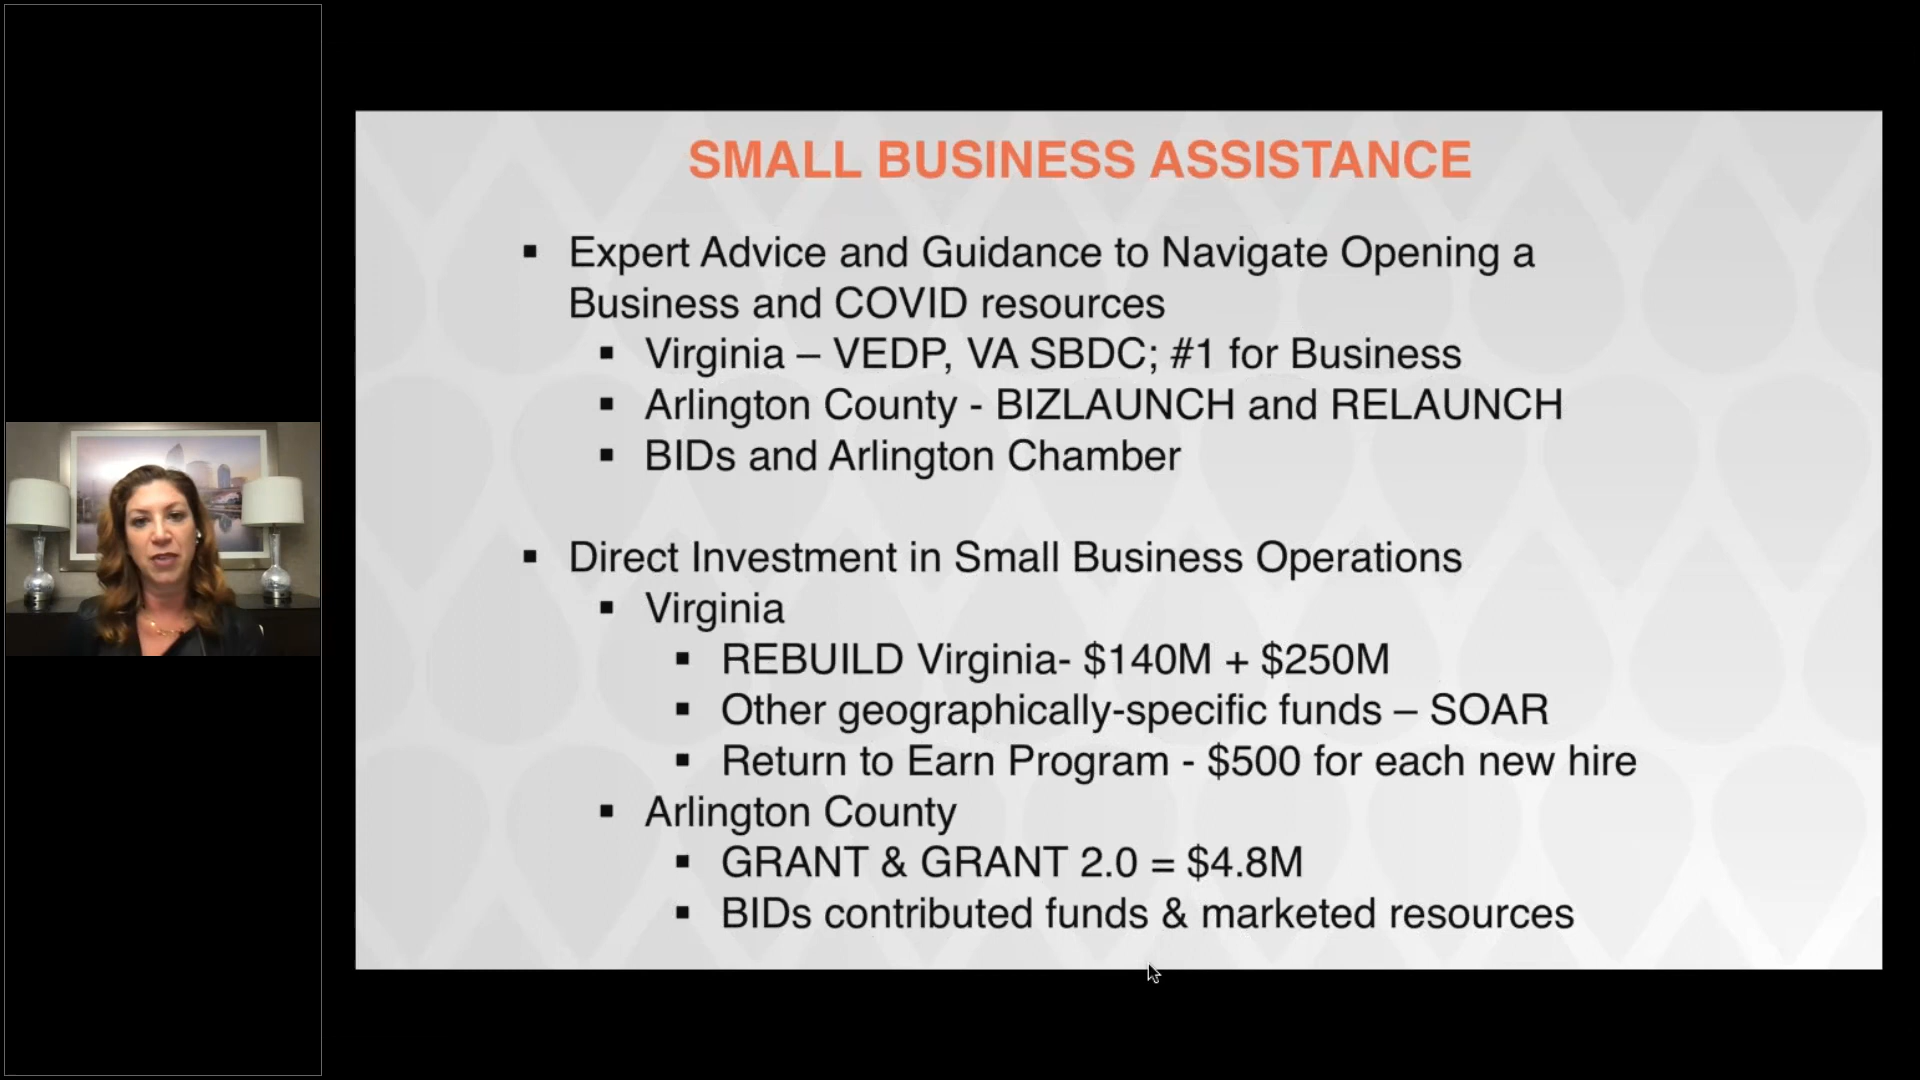 SMALL BUSINESS ASSISTANCE
▪ Expert Advice and Guidance to Navigate Opening a
Business and COVID resources
▪ Virginia – VEDP, VA SBDC; #1 for Business
▪ Arlington County - BIZLAUNCH and RELAUNCH
▪ BIDs and Arlington Chamber
▪ Direct Investment in Small Business Operations
▪ Virginia
▪ REBUILD Virginia- $140M + $250M
▪ Other geographically-specific funds – SOAR
▪ Return to Earn Program - $500 for each new hire
▪ Arlington County
▪ GRANT & GRANT 2.0 = $4.8M
▪ BIDs contributed funds & marketed resources